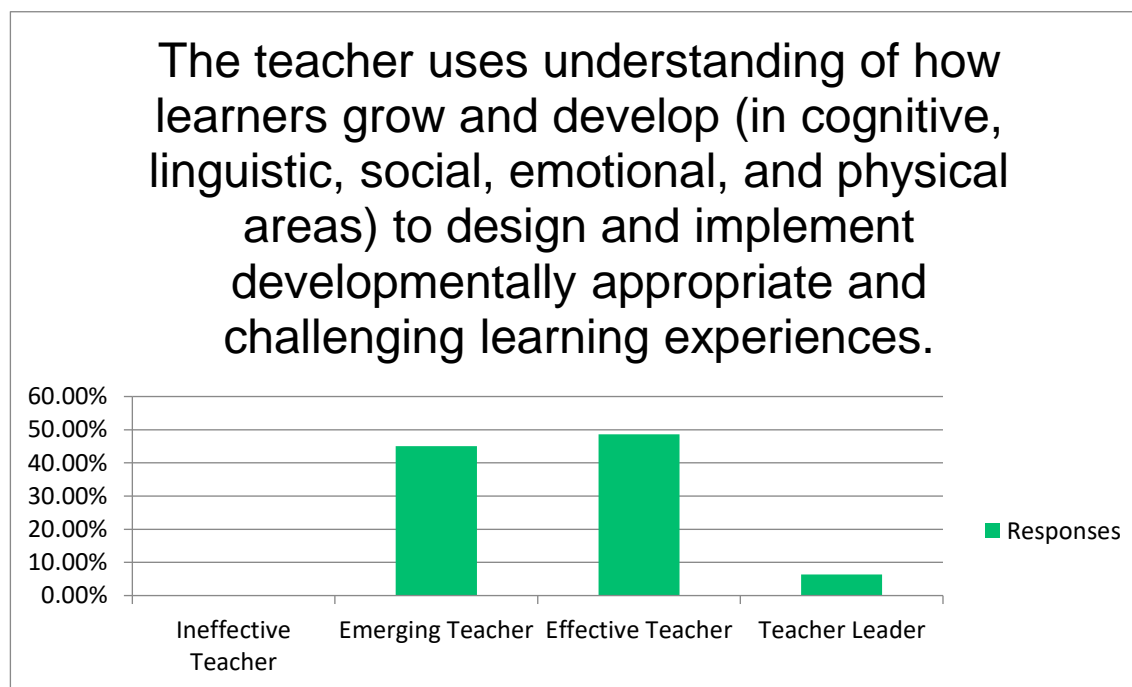 The teacher uses understanding of how
learners grow and develop (in cognitive,
linguistic, social, emotional, and physical
areas) to design and implement
developmentally appropriate and
challenging learning experiences.
60.00%
50.00%
40.00%
30.00%
20.00%
10.00%
0.00%
Ineffective
Teacher
Emerging Teacher
Effective Teacher
Teacher Leader
Responses